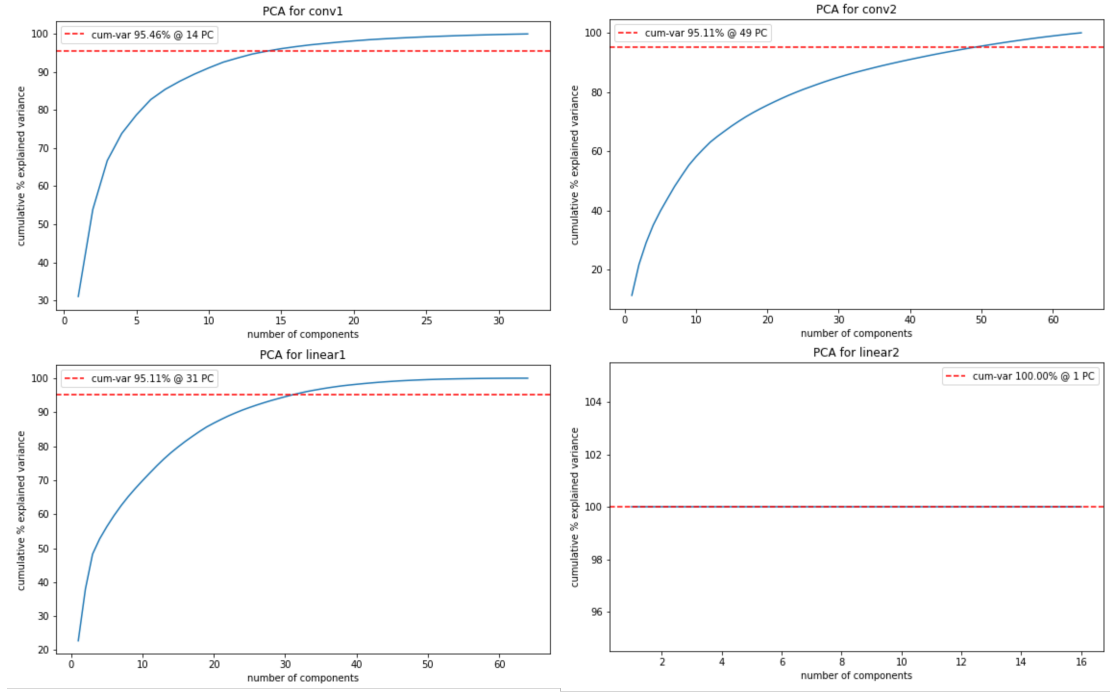 PCA for conv1
cum-var 95.46% @ 14 PC
cumulative % explained variance
100
90
80
70
60
50
40
30
0 5 10 15 20 25 30
number of components
PCA for conv2
cum-var 95.11% @ 49 PC
cumulative % explained variance
100
80
60
40
20
0 10 20 30 40 50 60
number of components
PCA for linear1
cum-var 95.11% @ 31 PC
cumulative % explained variance
100
90
80
70
60
50
40
30
20
0 10 20 30 40 50 60
number of components
PCA for linear2
cum-var 100.00% @ 1 PC
cumulative % explained variance
104
102
100
98
96
2 4 6 8 10 12 14 16
number of components